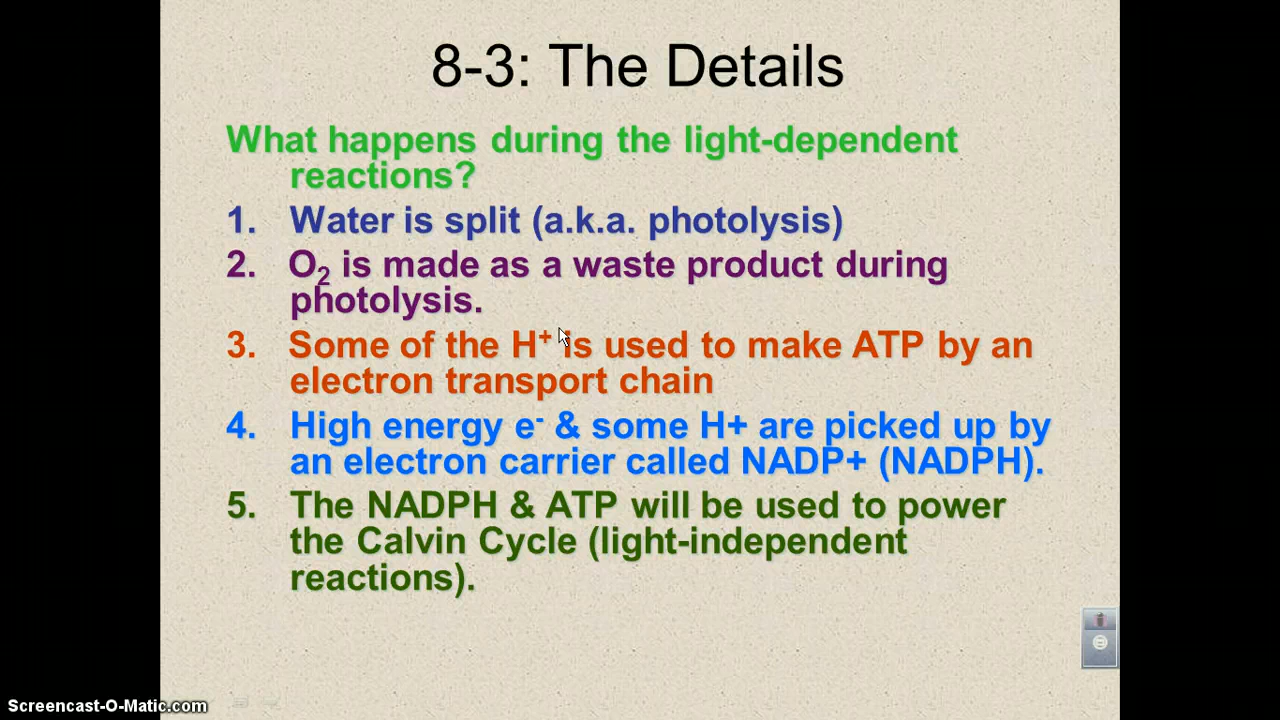 8-3: The Details
What happens during the light-dependent
reactions?
1. Water is split (a.k.a. photolysis)
2. O₂ is made as a waste product during
photolysis.
3. Some of the H⁺ is used to make ATP by an
electron transport chain
4. High energy e⁻ & some H+ are picked up by
an electron carrier called NADP+ (NADPH).
5. The NADPH & ATP will be used to power
the Calvin Cycle (light-independent
reactions).
Screencast-O-Matic.com